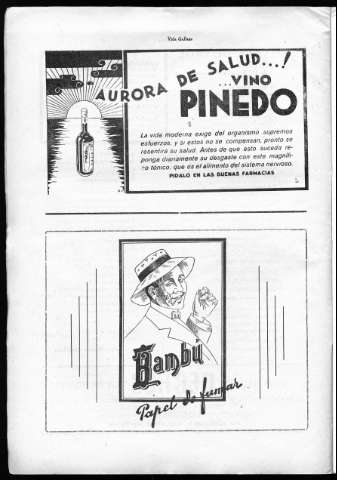 Vida Gallega
AURORA DE SALUD...!
...VINO
PINEDO
La vida moderna exige del organismo supremos
esfuerzos, y si estos no se compensan, pronto se
resentirá su salud. Antes de que esto suceda re-
ponga diariamente su desgaste con este magnífi-
co tónico, que es el alimento del sistema nervioso.
PIDALO EN LAS BUENAS FARMACIAS
Bambú
Papel de fumar